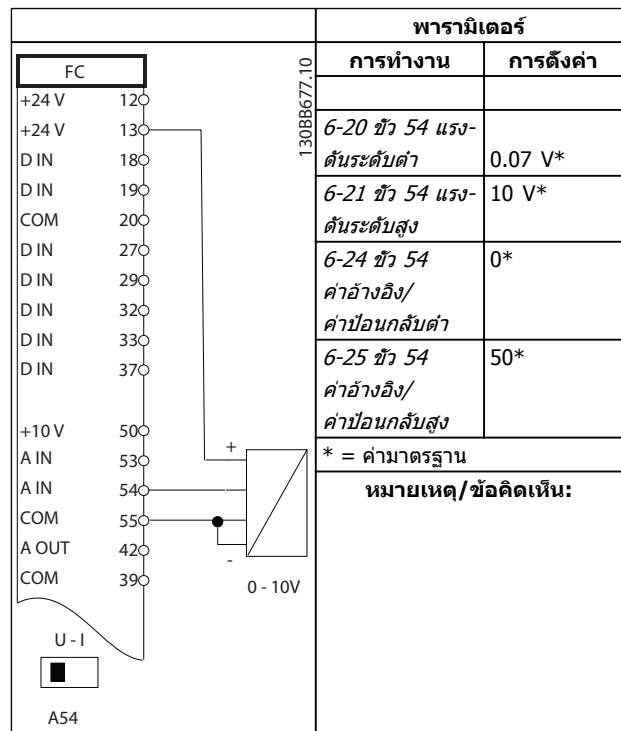 พารามิเตอร์
การทำงาน
การตั้งค่า
6-20 ขั้ว 54 แรง-
ดันระดับต่ำ
0.07 V*
6-21 ขั้ว 54 แรง-
ดันระดับสูง
10 V*
6-24 ขั้ว 54
ค่าอ้างอิง/
ค่าป้อนกลับต่ำ
0*
6-25 ขั้ว 54
ค่าอ้างอิง/
ค่าป้อนกลับสูง
50*
* = ค่ามาตรฐาน
หมายเหตุ/ข้อคิดเห็น:
FC
130BB677.10
+24 V 12
+24 V 13
D IN 18
D IN 19
COM 20
D IN 27
D IN 29
D IN 32
D IN 33
D IN 37
+10 V 50
A IN 53
A IN 54
COM 55
A OUT 42
COM 39
+
-
0 - 10V
U - I
A54